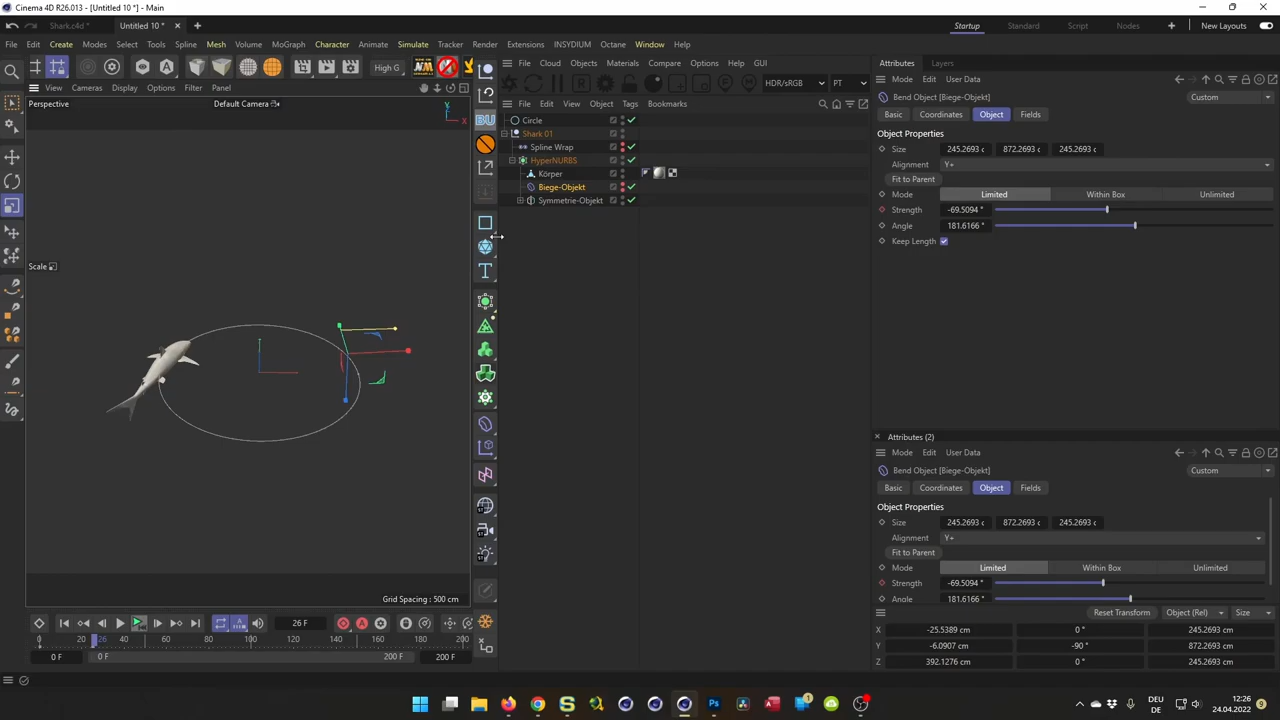 Cinema 4D R26.013 - [Untitled 10 *] - Main
Shark.c4d *
Untitled 10 *
Startup
Standard
Script
Nodes
New Layouts
File Edit Create Modes Select Tools Spline Mesh Volume MoGraph Character Animate Simulate Tracker Render Extensions INSYDIUM Octane Window Help
High G
View Cameras Display Options Filter Panel
Perspective
Default Camera
Scale
Grid Spacing : 500 cm
File Cloud Objects Materials Compare Options Help GUI
HDR/sRGB
PT
File Edit View Object Tags Bookmarks
Circle
Shark 01
Spline Wrap
HyperNURBS
Körper
Biege-Objekt
Symmetrie-Objekt
Attributes Layers
Mode Edit User Data
Bend Object [Biege-Objekt]
Custom
Basic Coordinates Object Fields
Object Properties
Size 245.2693 c 872.2693 c 245.2693 c
Alignment Y+
Fit to Parent
Mode Limited Within Box Unlimited
Strength -69.5094 °
Angle 181.6166 °
Keep Length
Attributes (2)
Mode Edit User Data
Bend Object [Biege-Objekt]
Custom
Basic Coordinates Object Fields
Object Properties
Size 245.2693 c 872.2693 c 245.2693 c
Alignment Y+
Fit to Parent
Mode Limited Within Box Unlimited
Strength -69.5094 °
Angle 181.6166 °
Reset Transform Object (Rel) Size
X -25.5389 cm 0 ° 245.2693 cm
Y -6.0907 cm -90 ° 872.2693 cm
Z 392.1276 cm 0 ° 245.2693 cm
26 F
0 20 26 40 60 80 100 120 140 160 180 200
0 F 0 F 200 F 200 F
DEU
DE
12:26
24.04.2022